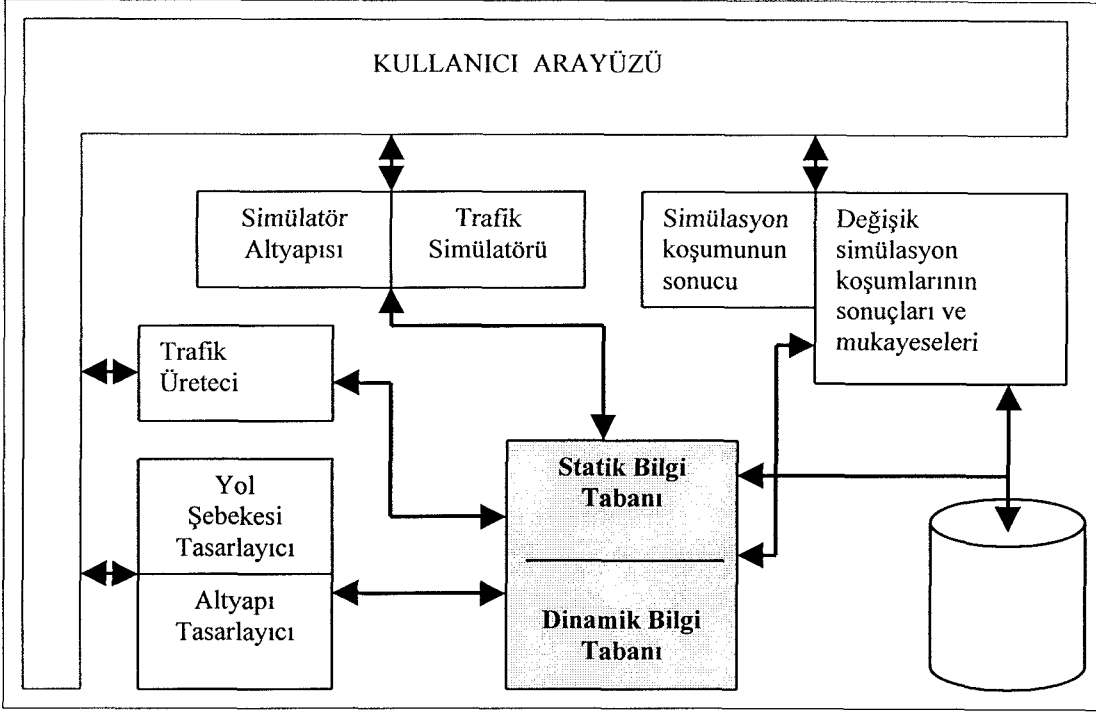 KULLANICI ARAYÜZÜ
Simülatör
Altyapısı
Trafik
Simülatörü
Simülasyon
koşumunun
sonucu
Değişik
simülasyon
koşumlarının
sonuçları ve
mukayeseleri
Trafik
Üreteci
Yol
Şebekesi
Tasarlayıcı
Altyapı
Tasarlayıcı
Statik Bilgi
Tabanı
Dinamik Bilgi
Tabanı